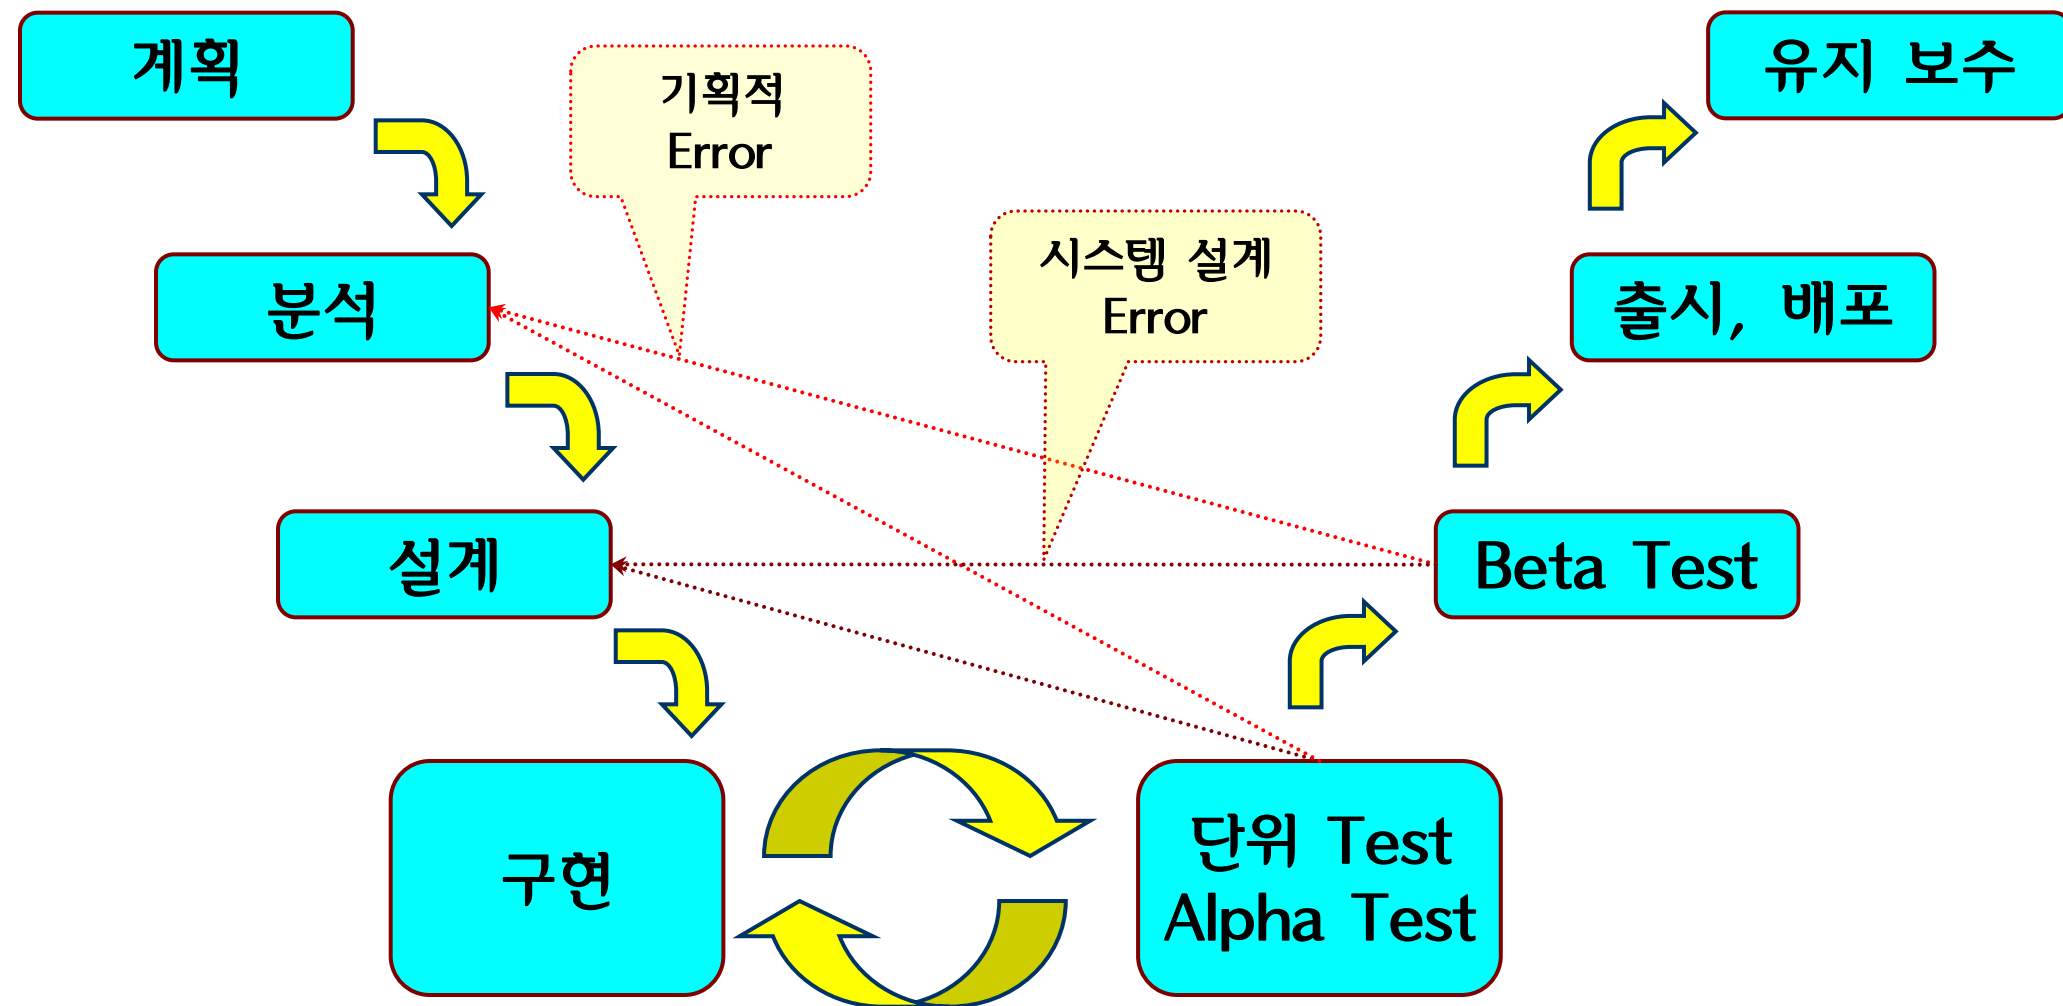 계획
기획적
Error
유지 보수
시스템 설계
Error
분석
출시, 배포
설계
Beta Test
구현
단위 Test
Alpha Test